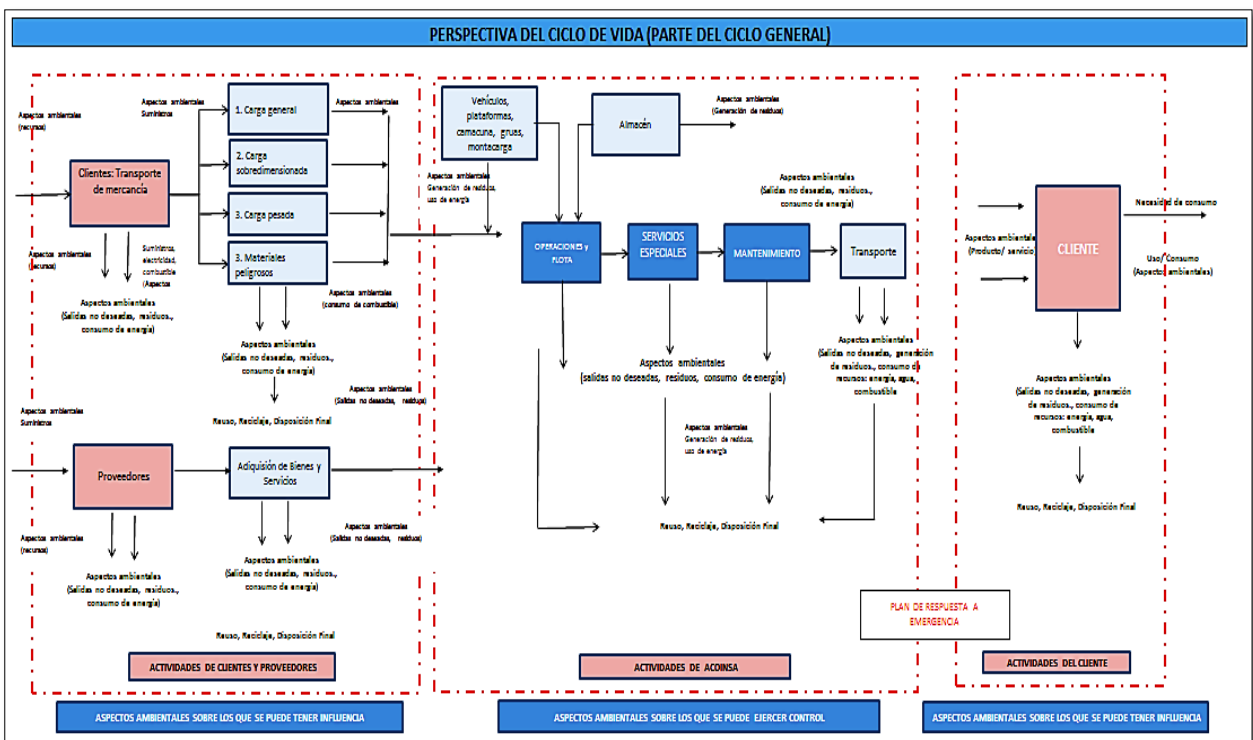 PERSPECTIVA DEL CICLO DE VIDA (PARTE DEL CICLO GENERAL)
Aspectos ambientales
(recursos)
Clientes: Transporte
de mercancía
Aspectos ambientales
Suministros
1. Carga general
2. Carga
sobredimensionada
3. Carga pesada
3. Materiales
peligrosos
Aspectos ambientales
Aspectos ambientales
(recursos)
Suministros,
electricidad,
combustible
(Aspectos
Aspectos ambientales
(Salidas no deseadas, residuos.,
consumo de energía)
Aspectos ambientales
(consumo de combustible)
Aspectos ambientales
(Salidas no deseadas, residuos.,
consumo de energía)
Aspectos ambientales
(Salidas no deseadas, residuos)
Reuso, Reciclaje, Disposición Final
Aspectos ambientales
Suministros
Proveedores
Adiquisión de Bienes y
Servicios
Aspectos ambientales
(recursos)
Aspectos ambientales
(Salidas no deseadas, residuos)
Aspectos ambientales
(Salidas no deseadas, residuos.,
consumo de energía)
Aspectos ambientales
(Salidas no deseadas, residuos.,
consumo de energía)
Reuso, Reciclaje, Disposición Final
ACTIVIDADES DE CLIENTES Y PROVEEDORES
ASPECTOS AMBIENTALES SOBRE LOS QUE SE PUEDE TENER INFLUENCIA
Vehículos,
plataformas,
camacuna, gruas,
montacarga
Almacén
Aspectos ambientales
(Generación de residuos)
Aspectos ambientales
Generación de residuos,
uso de energía
Aspectos ambientales
(Salidas no deseadas, residuos.,
consumo de energía)
OPERACIONES y
FLOTA
SERVICIOS
ESPECIALES
MANTENIMIENTO
Transporte
Aspectos ambientales
(salidas no deseadas, residuos, consumo de energía)
Aspectos ambientales
(Salidas no deseadas, generación
de residuos., consumo de
recursos: energía, agua,
combustible
Aspectos ambientales
Generación de residuos,
uso de energía
Reuso, Reciclaje, Disposición Final
PLAN DE RESPUESTA A
EMERGENCIA
ACTIVIDADES DE ACOINSA
ASPECTOS AMBIENTALES SOBRE LOS QUE SE PUEDE EJERCER CONTROL
Aspectos ambientales
(Producto/ servicio)
CLIENTE
Necesidad de consumo
Uso/ Consumo
(Aspectos ambientales)
Aspectos ambientales
(Salidas no deseadas, generación
de residuos., consumo de
recursos: energía, agua,
combustible
Reuso, Reciclaje, Disposición Final
ACTIVIDADES DEL CLIENTE
ASPECTOS AMBIENTALES SOBRE LOS QUE SE PUEDE TENER INFLUENCIA